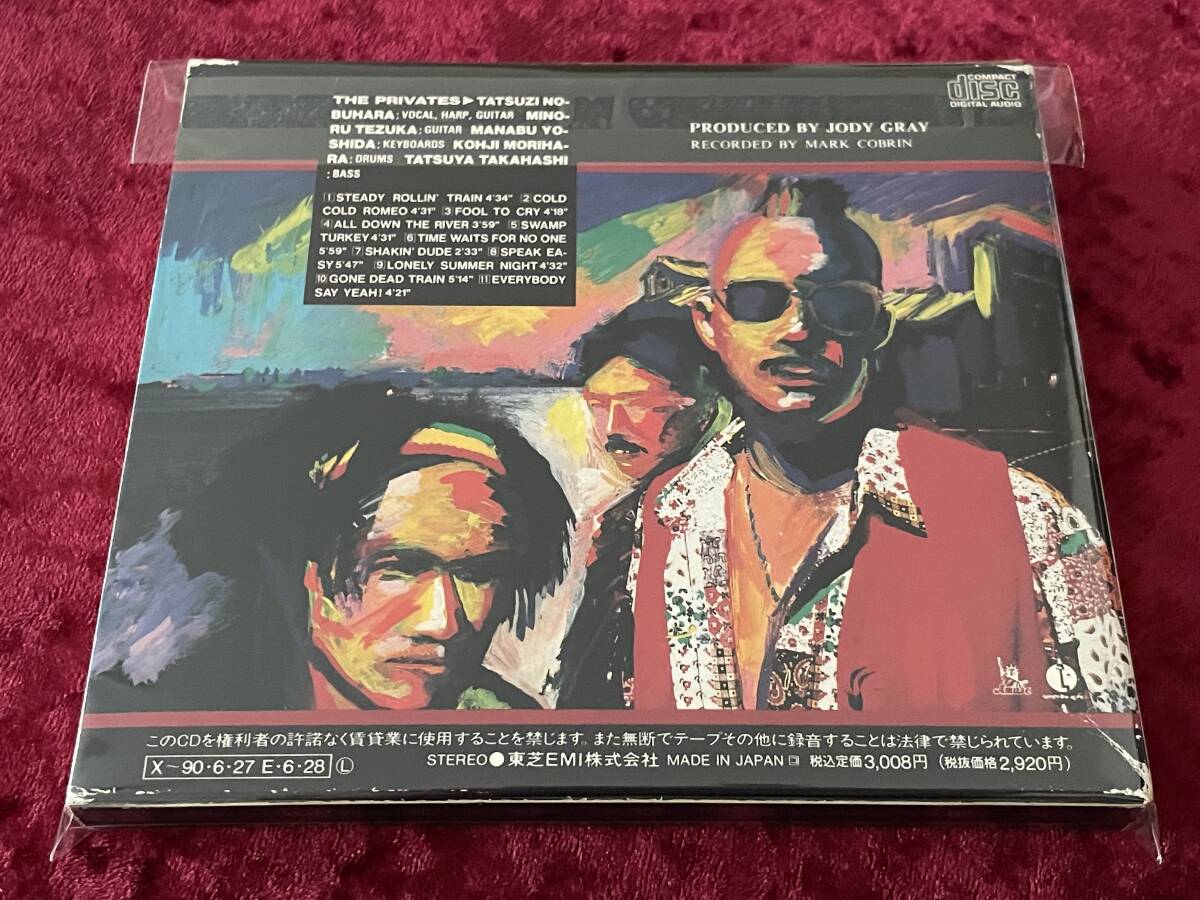 THE PRIVATES▶TATSUZI NO-
BUHARA; VOCAL, HARP, GUITAR MINO-
RU TEZUKA; GUITAR MANABU YO-
SHIDA; KEYBOARDS KOHJI MORIHA-
RA; DRUMS TATSUYA TAKAHASHI
; BASS
1 STEADY ROLLIN' TRAIN 4'34" 2 COLD
COLD ROMEO 4'31" 3 FOOL TO CRY 4'18"
4 ALL DOWN THE RIVER 3'59" 5 SWAMP
TURKEY 4'31" 6 TIME WAITS FOR NO ONE
5'59" 7 SHAKIN' DUDE 2'33" 8 SPEAK EA-
SY 5'47" 9 LONELY SUMMER NIGHT 4'32"
10 GONE DEAD TRAIN 5'14" 11 EVERYBODY
SAY YEAH! 4'21"
COMPACT
disc
DIGITAL AUDIO
PRODUCED BY JODY GRAY
RECORDED BY MARK COBRIN
このCDを権利者の許諾なく賃貸業に使用することを禁じます。また無断でテープその他に録音することは法律で禁じられています。
X〜90・6・27 E・6・28 Ⓛ STEREO●東芝EMI株式会社 MADE IN JAPAN 税込定価3,008円 (税抜価格2,920円)